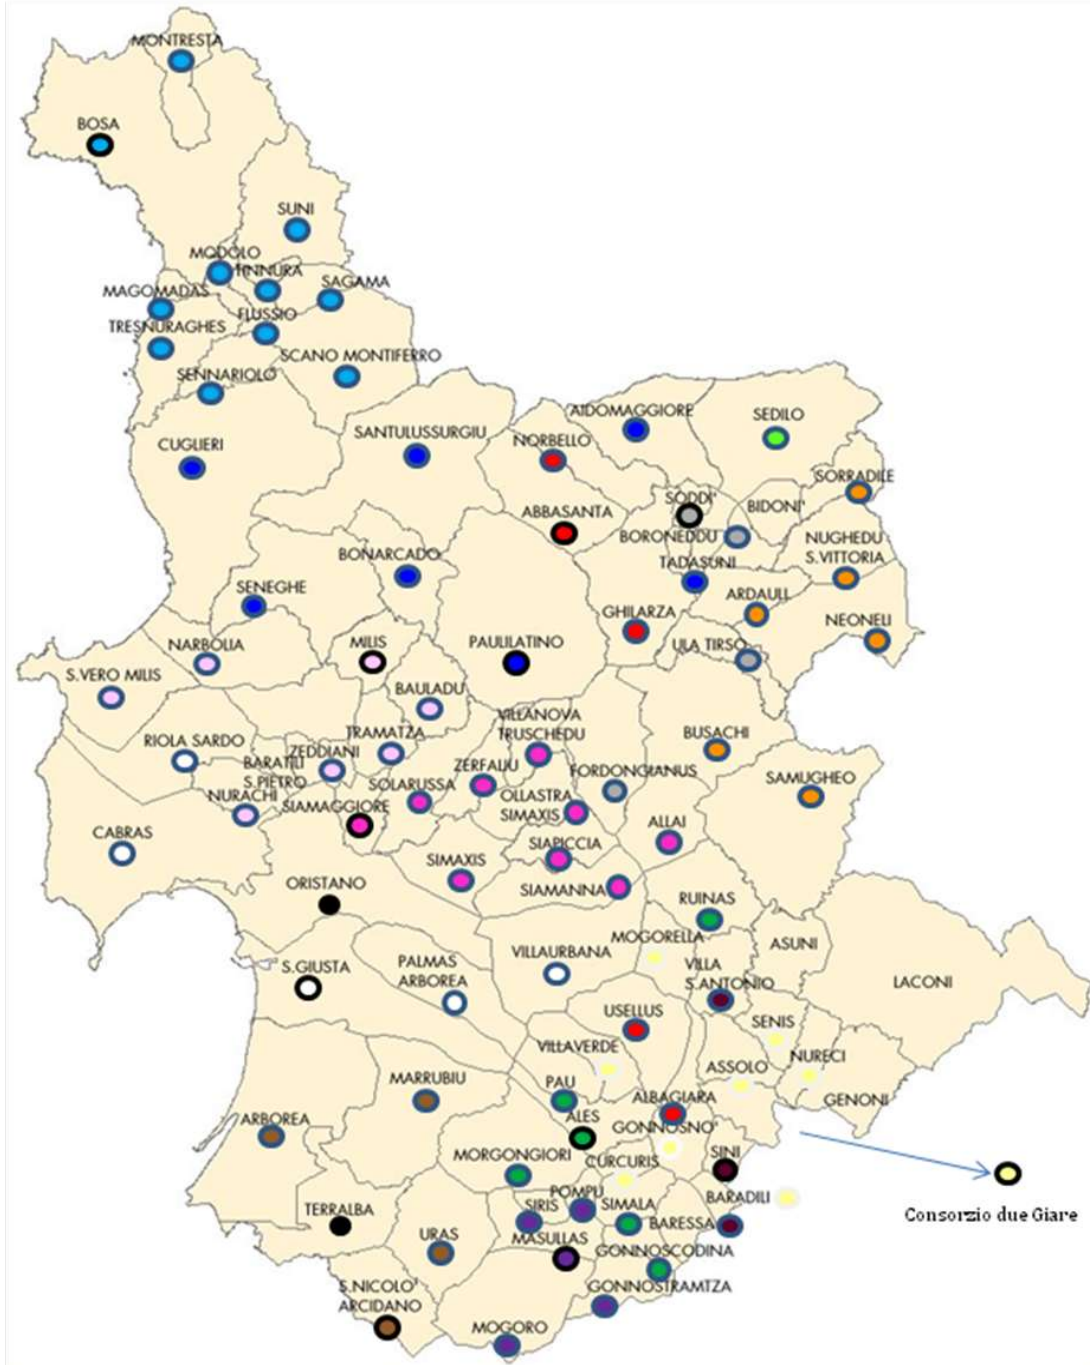 MONTRESTA
BOSA
SUNI
MODOLO
TINNURA
SAGAMA
MAGOMADAS
FLUSSIO
TRESNURAGHES
SCANO MONTIFERRO
SENNARIOLO
CUGLIERI
SANTULUSSURGIU
NORBELLO
AIDOMAGGIORE
SEDILO
SORRADILE
SODDI'
BIDONI'
ABBASANTA
BORONEDDU
NUGHEDU
S.VITTORIA
TADASUNI
BONARCADO
SENEGHE
ARDAULI
GHILARZA
NEONELI
NARBOLIA
MILIS
PAULILATINO
ULA TIRSO
S.VERO MILIS
BAULADU
VILLANOVA
TRUSCHEDU
TRAMATZA
BUSACHI
RIOLA SARDO
ZEDDIANI
BARATILI
S.PIETRO
ZERFALIU
FORDONGIANUS
SAMUGHEO
SOLARUSSA
NURACHI
OLLASTRA
SIMAXIS
SIAMAGGIORE
ALLAI
CABRAS
SIAPICCIA
SIMAXIS
ORISTANO
SIAMANNA
RUINAS
MOGORELLA
ASUNI
VILLAURBANA
VILLA
S.ANTONIO
LACONI
S.GIUSTA
PALMAS
ARBOREA
USELLUS
SENIS
VILLAVERDE
NURECI
ASSOLO
MARRUBIU
PAU
ALBAGIARA
GENONI
ARBOREA
ALES
GONNOSNO'
MORGONGIORI
CURCURIS
SINI
POMPU
BARADILI
TERRALBA
SIRIS
SIMALA
BARESSA
Consorzio due Giare
URAS
MASULLAS
GONNOSCODINA
S.NICOLO'
ARCIDANO
GONNOSTRAMTZA
MOGORO